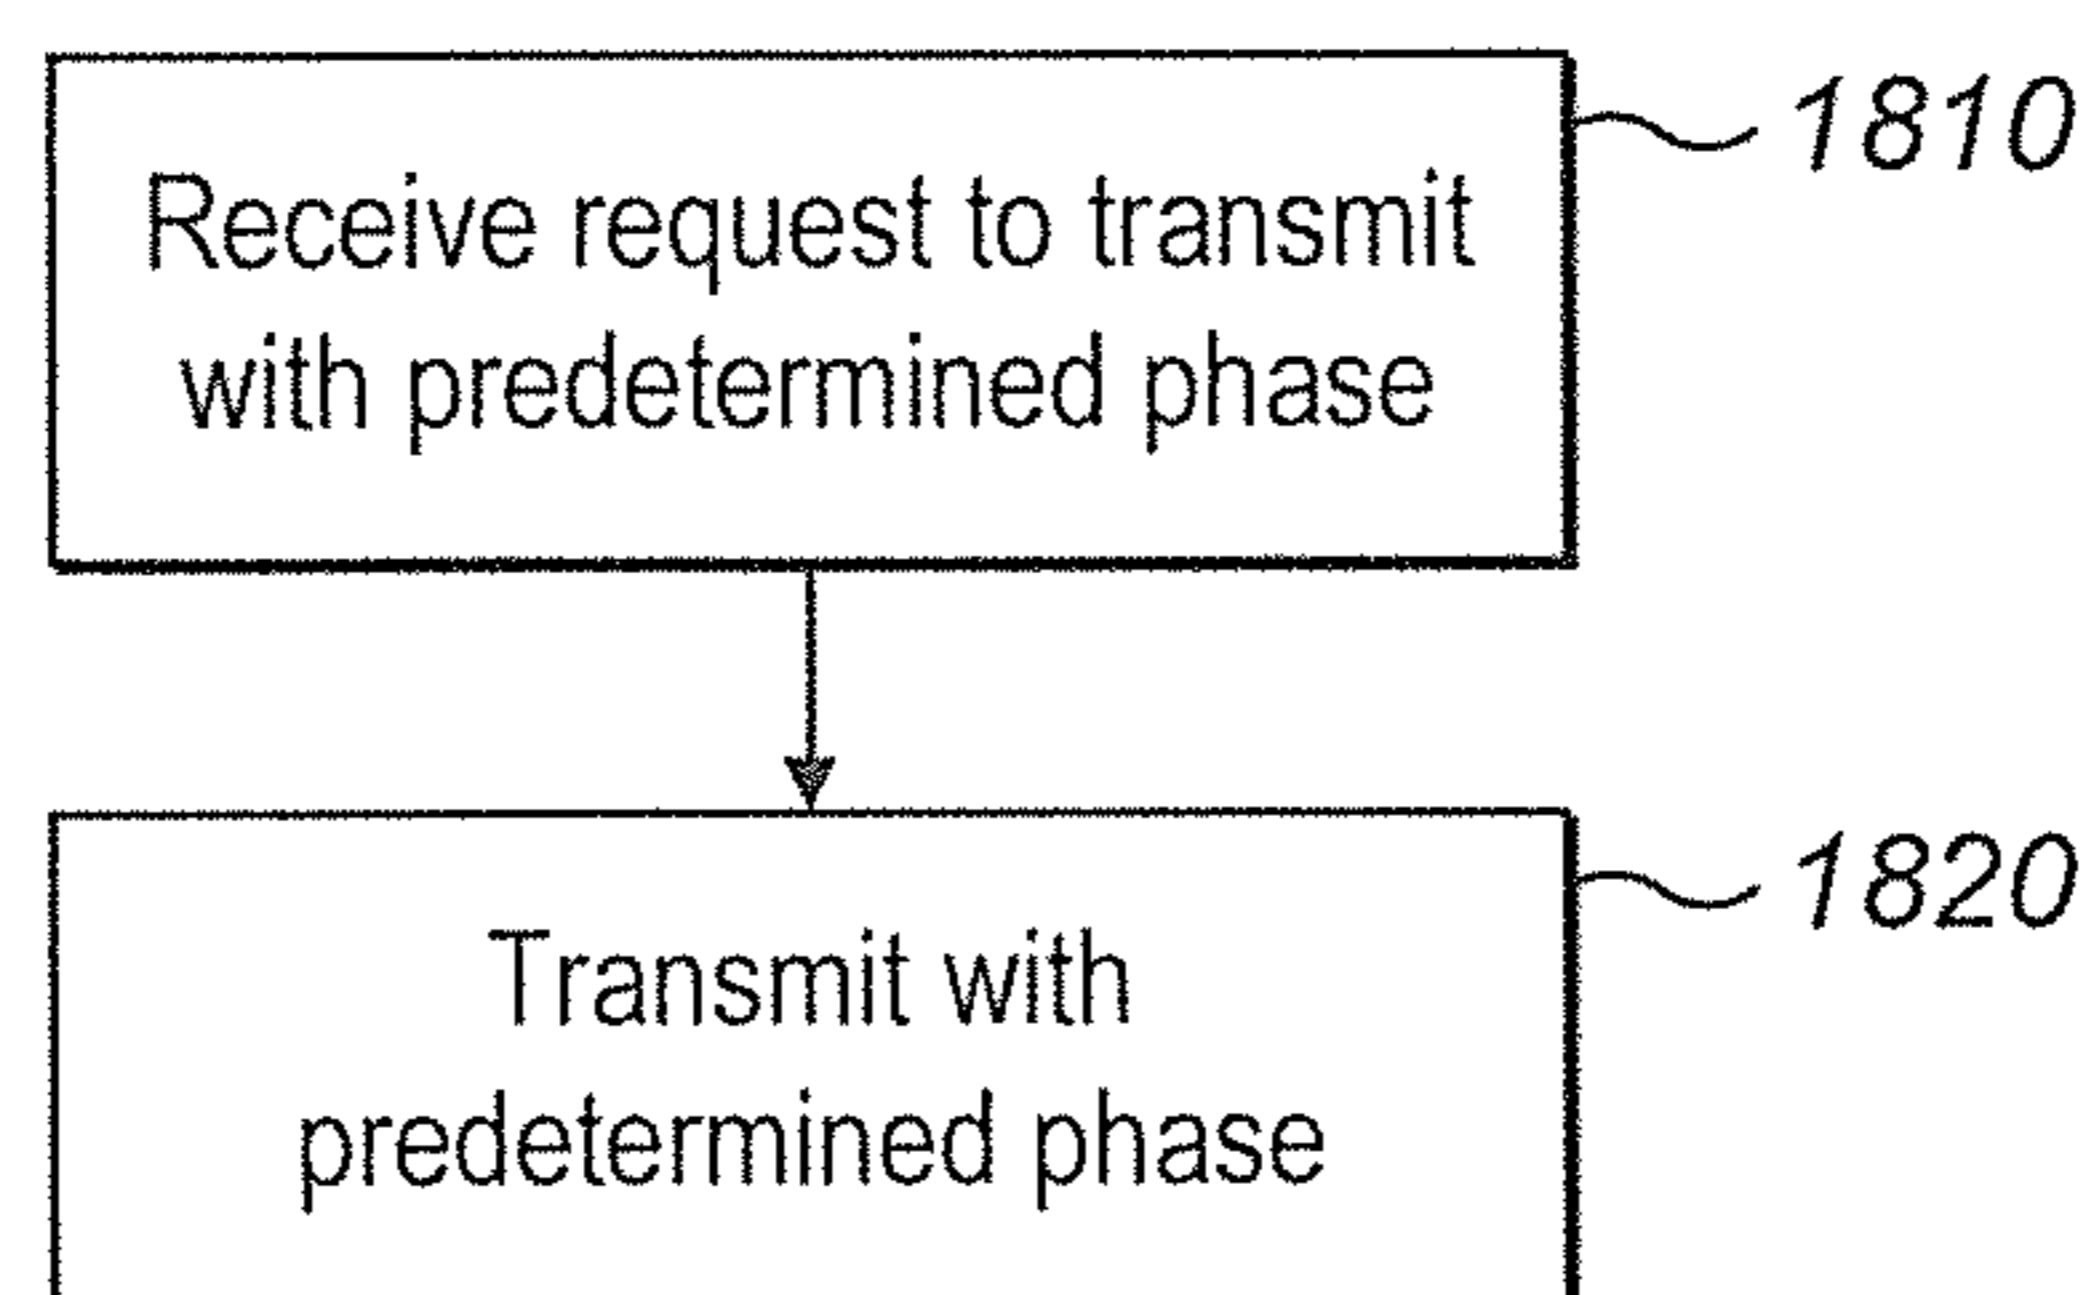 1810
Receive request to transmit
with predetermined phase
1820
Transmit with
predetermined phase